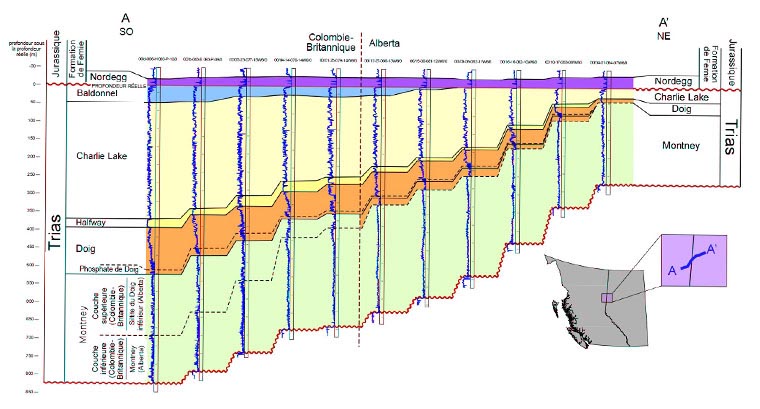 A
SO
A'
NE
Colombie-
Britannique
Alberta
profondeur sous
la profondeur
réelle (m)
Jurassique
Formation
de Fernie
Nordegg
PROFONDEUR RÉELLE
Baldonnel
Charlie Lake
Halfway
Doig
Phosphate de Doig
Trias
Montney
Couche
supérieure
(Colombie-
Britannique)
Siltite du Doig
inférieur (Alberta)
Couche
inférieure
(Colombie-
Britannique)
Montney
(Alberta)
Formation
de Fernie
Jurassique
Nordegg
Charlie Lake
Doig
Montney
Trias
0
50
100
150
200
250
300
350
400
450
500
550
600
650
700
750
800
850
A
A'